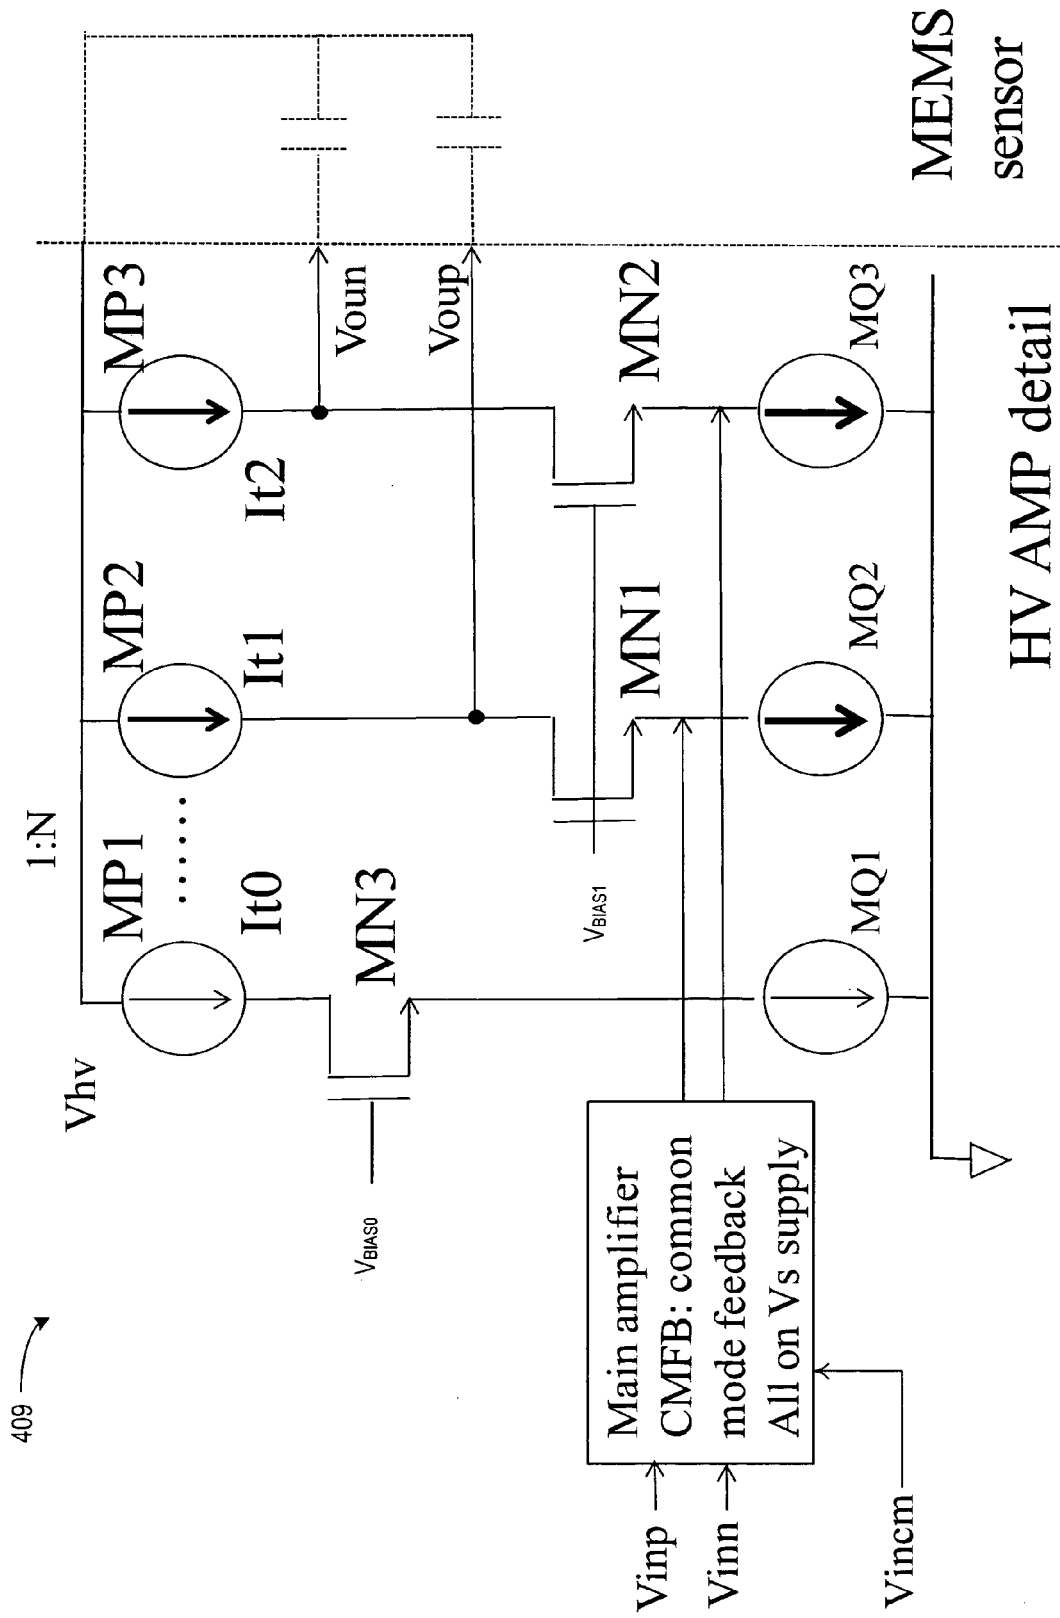 409
Vhv
1:N
MP1
MP2
MP3
It0
It1
It2
MN3
VBIAS0
Voun
Voup
MEMS
sensor
VBIAS1
MN1
MN2
Vinp
Vinn
Vincm
Main amplifier
CMFB: common
mode feedback
All on Vs supply
MQ1
MQ2
MQ3
HV AMP detail